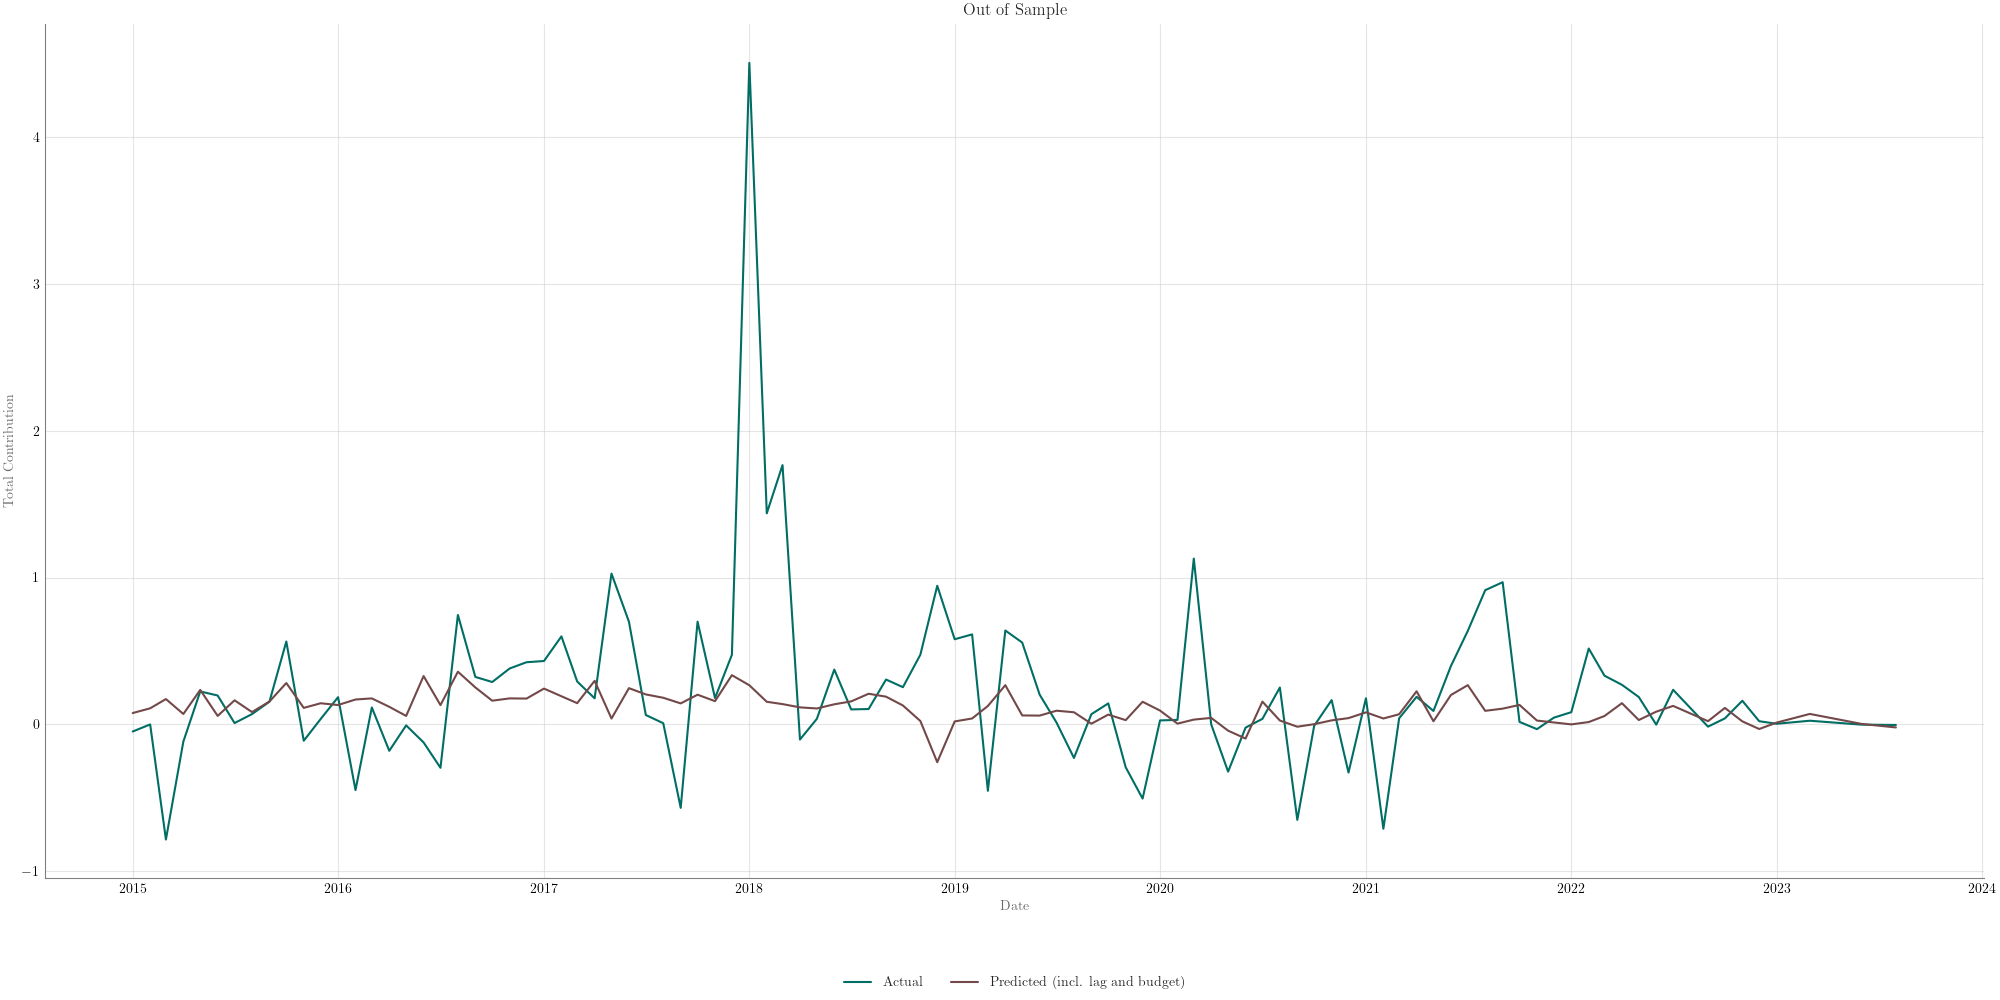 Out of Sample
Total Contribution
4
3
2
1
0
−1
2015 2016 2017 2018 2019 2020 2021 2022 2023 2024
Date
Actual Predicted (incl. lag and budget)